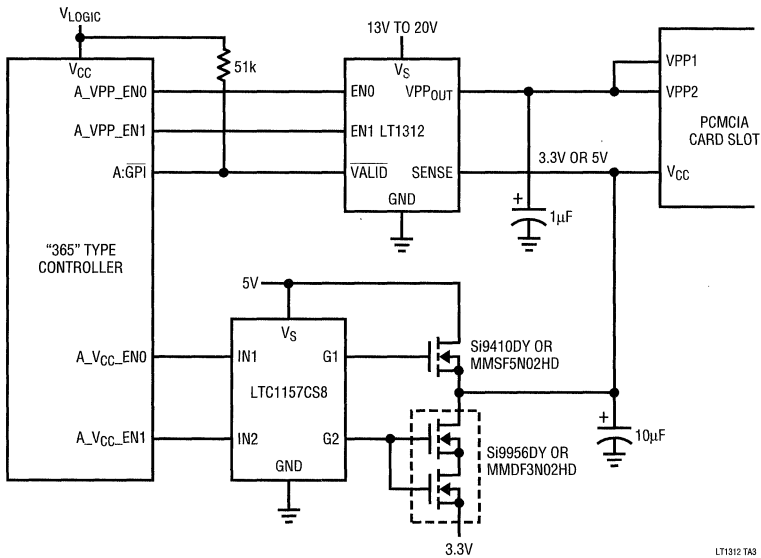 VLOGIC
13V TO 20V
VCC
51k
VS
A_VPP_EN0
EN0
VPPOUT
VPP1
VPP2
A_VPP_EN1
EN1 LT1312
PCMCIA
CARD SLOT
3.3V OR 5V
A:GPI
VALID
SENSE
VCC
GND
+
1µF
"365" TYPE
CONTROLLER
5V
VS
Si9410DY OR
MMSF5N02HD
A_VCC_EN0
IN1
G1
LTC1157CS8
+
10µF
A_VCC_EN1
IN2
G2
Si9956DY OR
MMDF3N02HD
GND
3.3V
LT1312 TA3